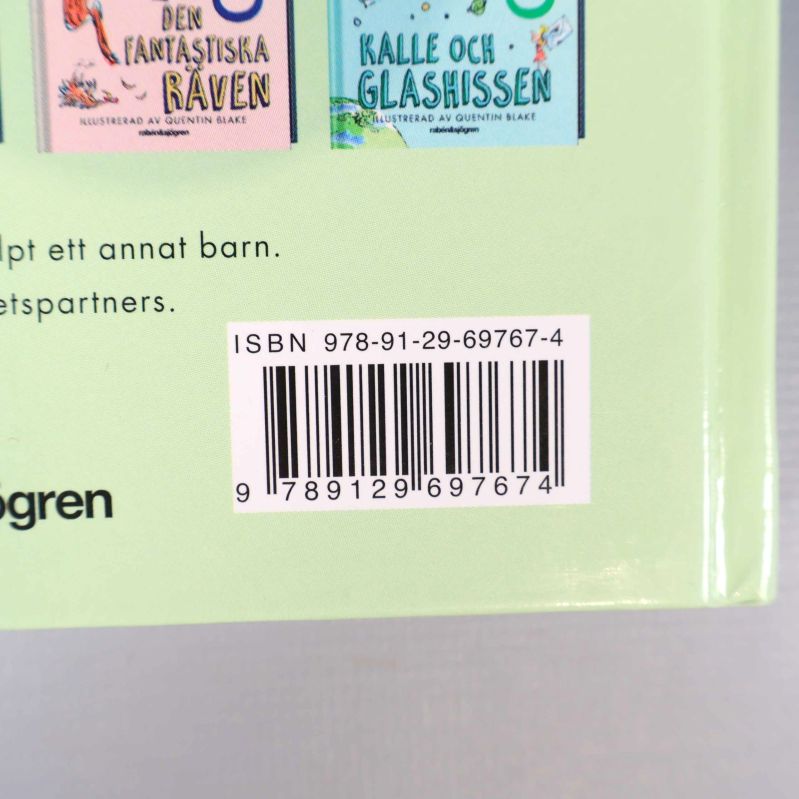 DEN
FANTASTISKA
RÄVEN
ILLUSTRERAD AV QUENTIN BLAKE
rabén&sjögren
KALLE OCH
GLASHISSEN
ILLUSTRERAD AV QUENTIN BLAKE
rabén&sjögren
lpt ett annat barn.
etspartners.
ISBN 978-91-29-69767-4
9 789129 697674
ögren